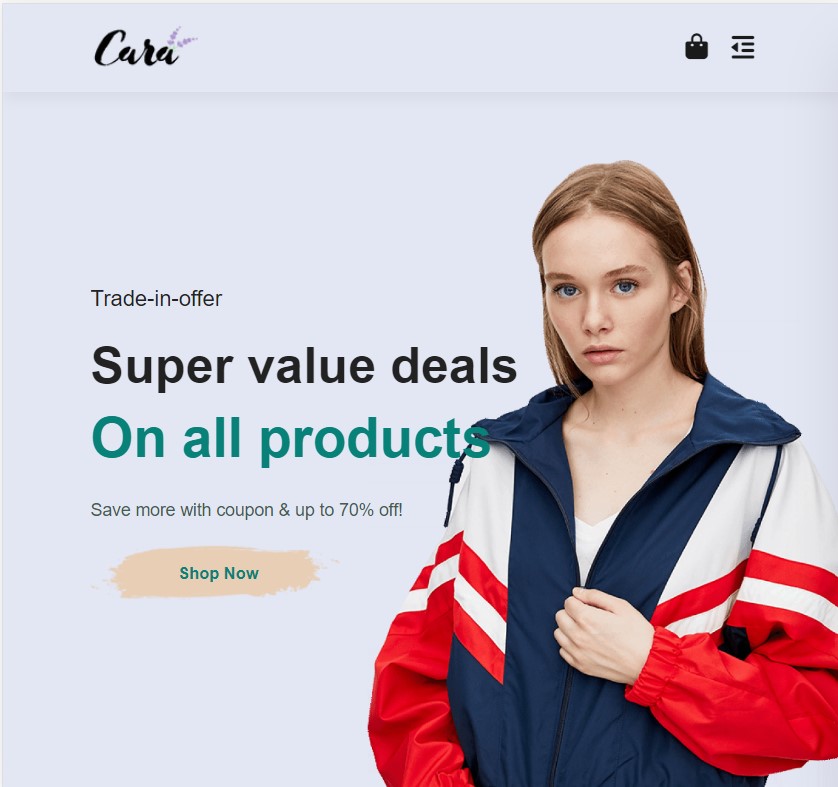 Cara
Trade-in-offer
Super value deals
On all products
Save more with coupon & up to 70% off!
Shop Now